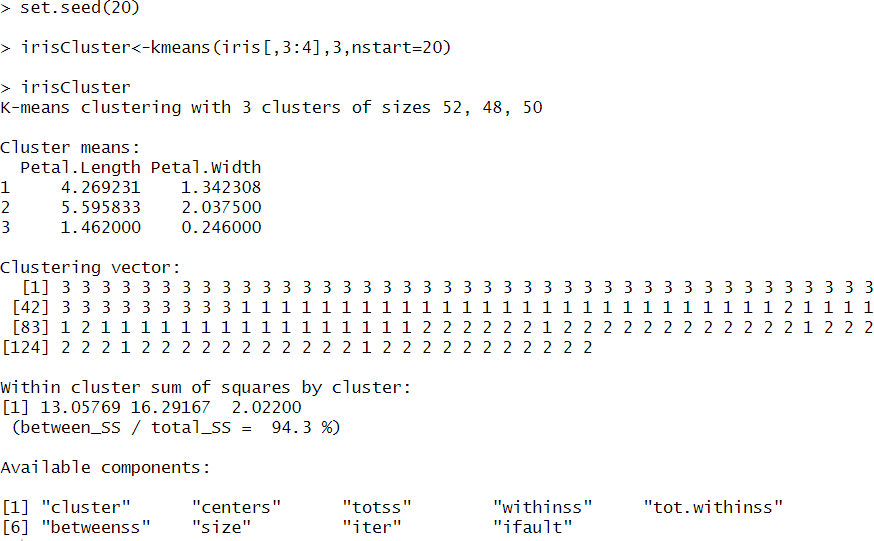 > set.seed(20)
> irisCluster<-kmeans(iris[,3:4],3,nstart=20)
> irisCluster
K-means clustering with 3 clusters of sizes 52, 48, 50
Cluster means:
  Petal.Length Petal.Width
1     4.269231    1.342308
2     5.595833    2.037500
3     1.462000    0.246000
Clustering vector:
  [1] 3 3 3 3 3 3 3 3 3 3 3 3 3 3 3 3 3 3 3 3 3 3 3 3 3 3 3 3 3 3 3 3 3 3 3 3 3 3 3 3 3
 [42] 3 3 3 3 3 3 3 3 3 1 1 1 1 1 1 1 1 1 1 1 1 1 1 1 1 1 1 1 1 1 1 1 1 1 1 1 2 1 1 1 1
 [83] 1 2 1 1 1 1 1 1 1 1 1 1 1 1 1 1 1 1 2 2 2 2 2 2 1 2 2 2 2 2 2 2 2 2 2 2 2 1 2 2 2
[124] 2 2 2 1 2 2 2 2 2 2 2 2 2 2 2 1 2 2 2 2 2 2 2 2 2 2 2
Within cluster sum of squares by cluster:
[1] 13.05769 16.29167  2.02200
 (between_SS / total_SS =  94.3 %)
Available components:
[1] "cluster"      "centers"      "totss"        "withinss"     "tot.withinss"
[6] "betweenss"    "size"         "iter"         "ifault"